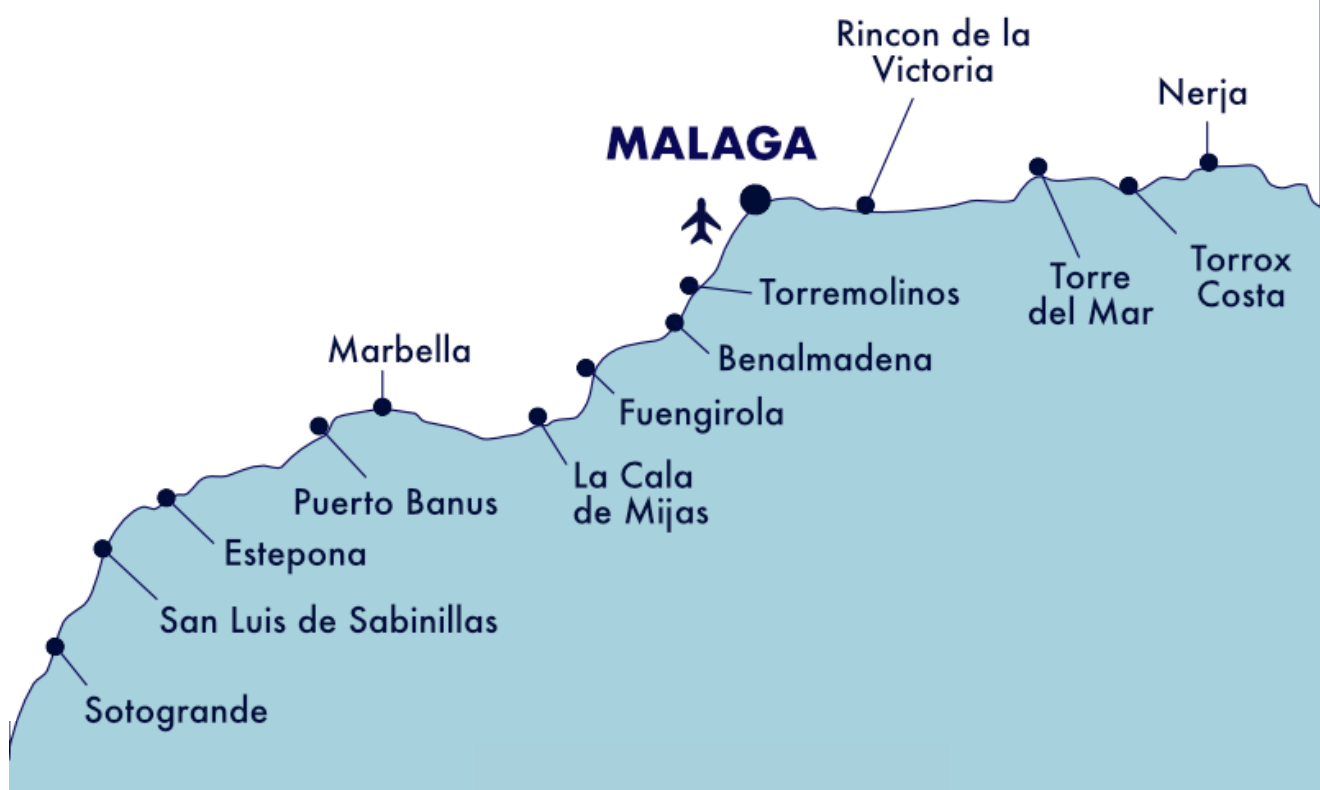 Rincon de la
Victoria
Nerja
MALAGA
Torremolinos
Torre
del Mar
Torrox
Costa
Benalmadena
Marbella
Fuengirola
La Cala
de Mijas
Puerto Banus
Estepona
San Luis de Sabinillas
Sotogrande